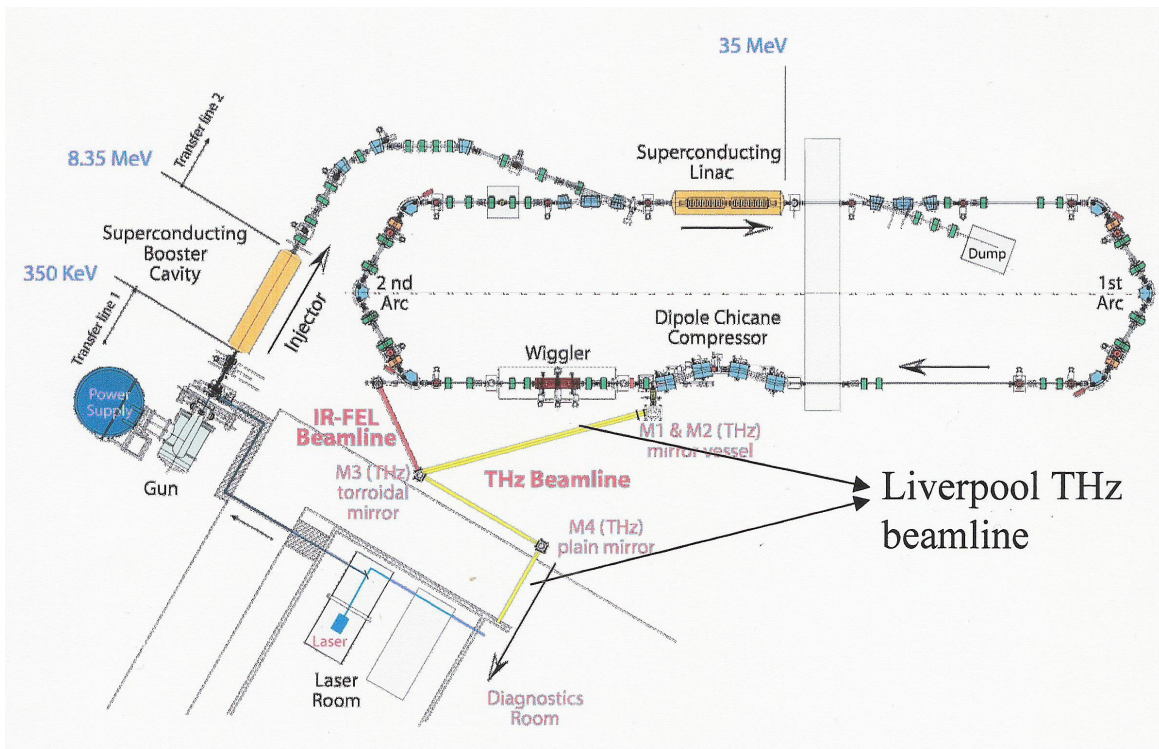 35 MeV
Transfer line 2
8.35 MeV
Superconducting
Linac
Superconducting
Booster
Cavity
Dump
350 KeV
2 nd
Arc
1st
Arc
Transfer line 1
Injector
Dipole Chicane
Compressor
Wiggler
Power
Supply
IR-FEL
Beamline
M1 & M2 (THz)
mirror vessel
M3 (THz)
torroidal
mirror
THz Beamline
Gun
Liverpool THz
beamline
M4 (THz)
plain mirror
Laser
Laser
Room
Diagnostics
Room